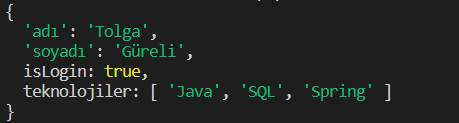 {
  'adı': 'Tolga',
  'soyadı': 'Güreli',
  isLogin: true,
  teknolojiler: [ 'Java', 'SQL', 'Spring' ]
}